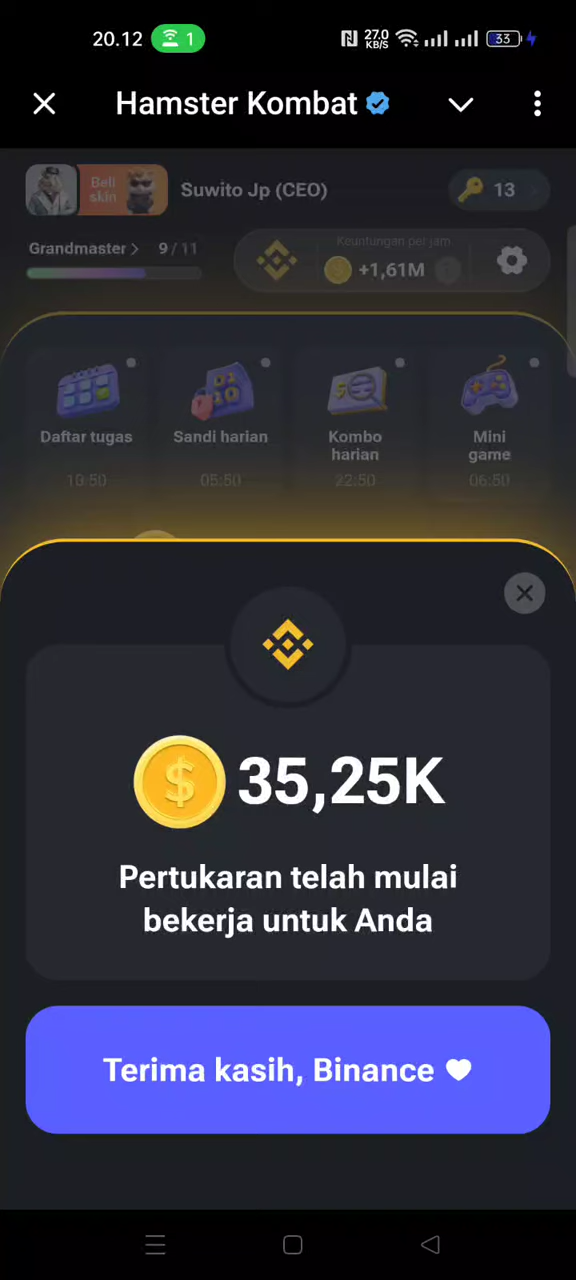 20.12
1
27.0
KB/S
33
Hamster Kombat
Beli
skin
Suwito Jp (CEO)
13
Grandmaster
9 / 11
Keuntungan per jam
+1,61M
Daftar tugas
Sandi harian
Kombo
harian
Mini
game
10:50
05:50
22:50
06:50
35,25K
Pertukaran telah mulai
bekerja untuk Anda
Terima kasih, Binance